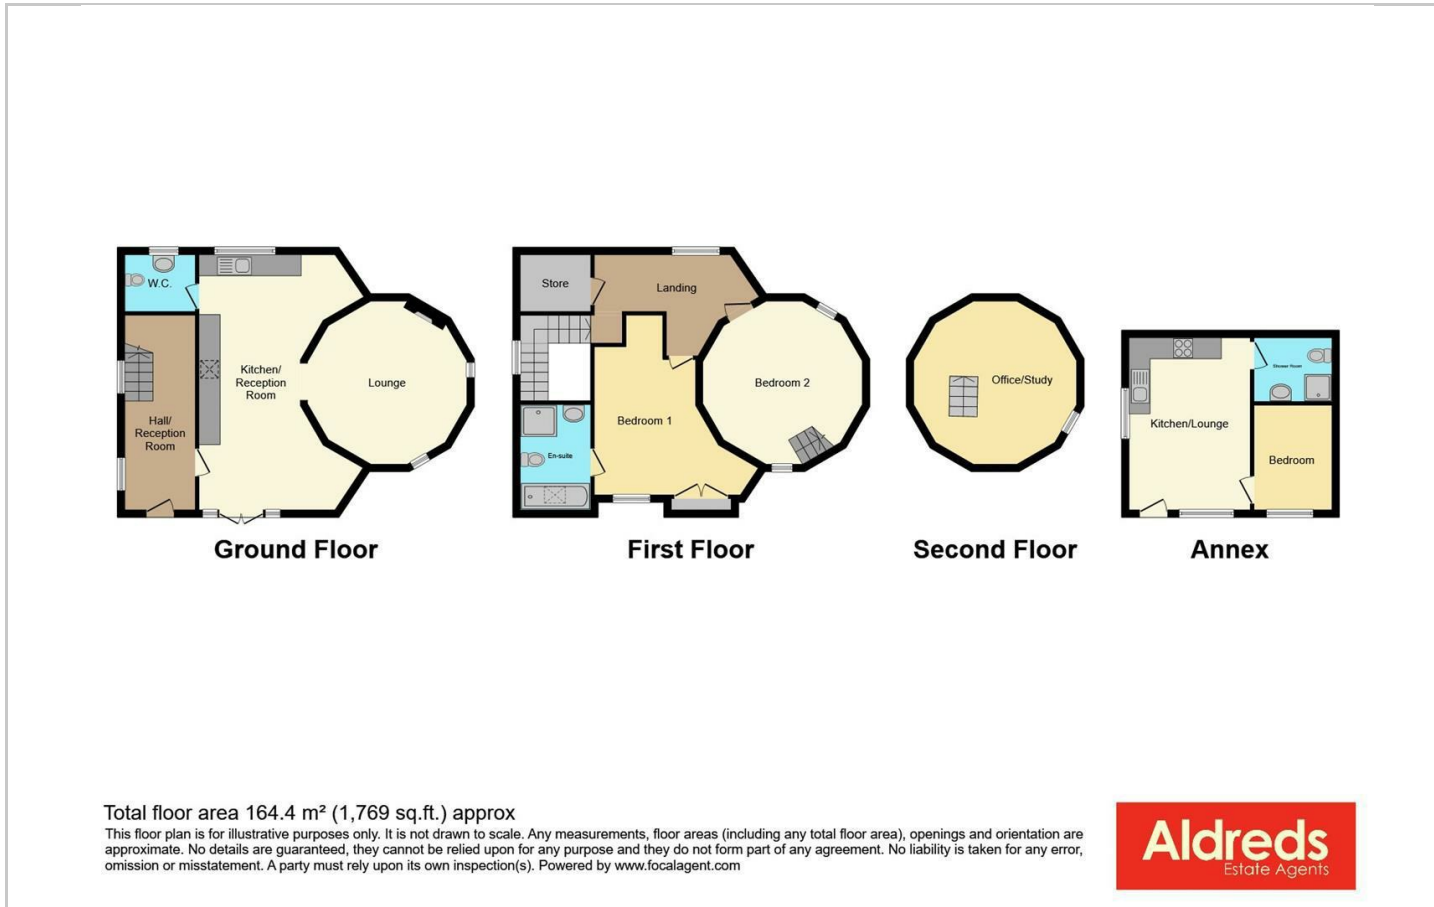 W.C.
Kitchen/
Reception
Room
Lounge
Hall/
Reception
Room
Ground Floor
Store
Landing
Bedroom 2
Bedroom 1
En-suite
First Floor
Office/Study
Second Floor
Shower Room
Kitchen/Lounge
Bedroom
Annex
Total floor area 164.4 m² (1,769 sq.ft.) approx
This floor plan is for illustrative purposes only. It is not drawn to scale. Any measurements, floor areas (including any total floor area), openings and orientation are
approximate. No details are guaranteed, they cannot be relied upon for any purpose and they do not form part of any agreement. No liability is taken for any error,
omission or misstatement. A party must rely upon its own inspection(s). Powered by www.focalagent.com
Aldreds
Estate Agents